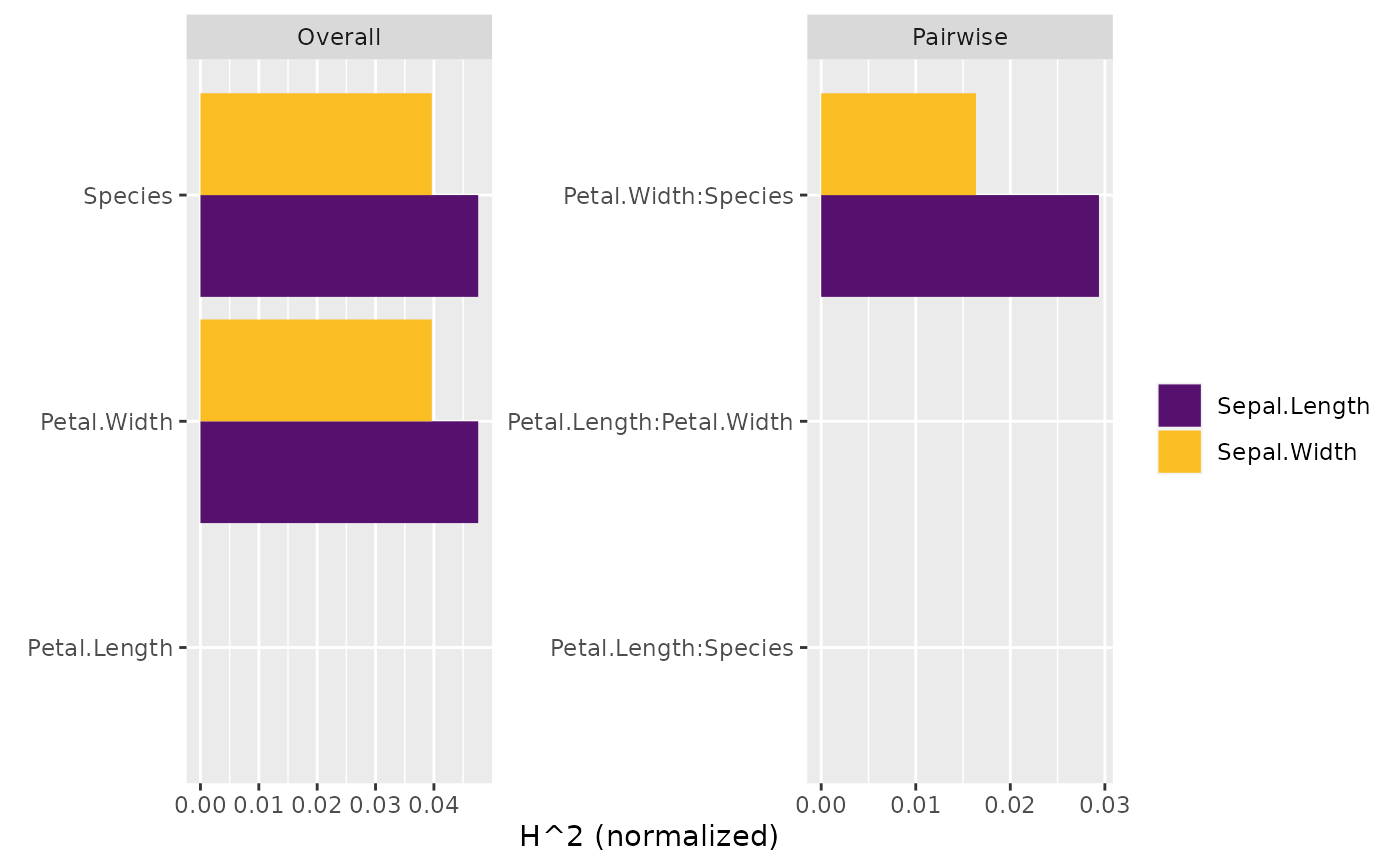 Overall
Species
Petal.Width
Petal.Length
0.00 0.01 0.02 0.03 0.04
Pairwise
Petal.Width:Species
Petal.Length:Petal.Width
Petal.Length:Species
0.00 0.01 0.02 0.03
H^2 (normalized)
Sepal.Length
Sepal.Width